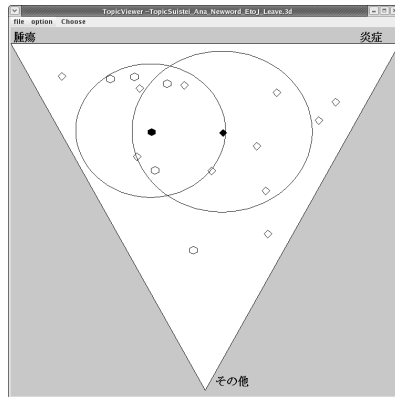 TopicViewer -TopicSuistei_Ana_Newword_EtoJ_Leave.3d
file option Choose
腫瘍 炎症
その他